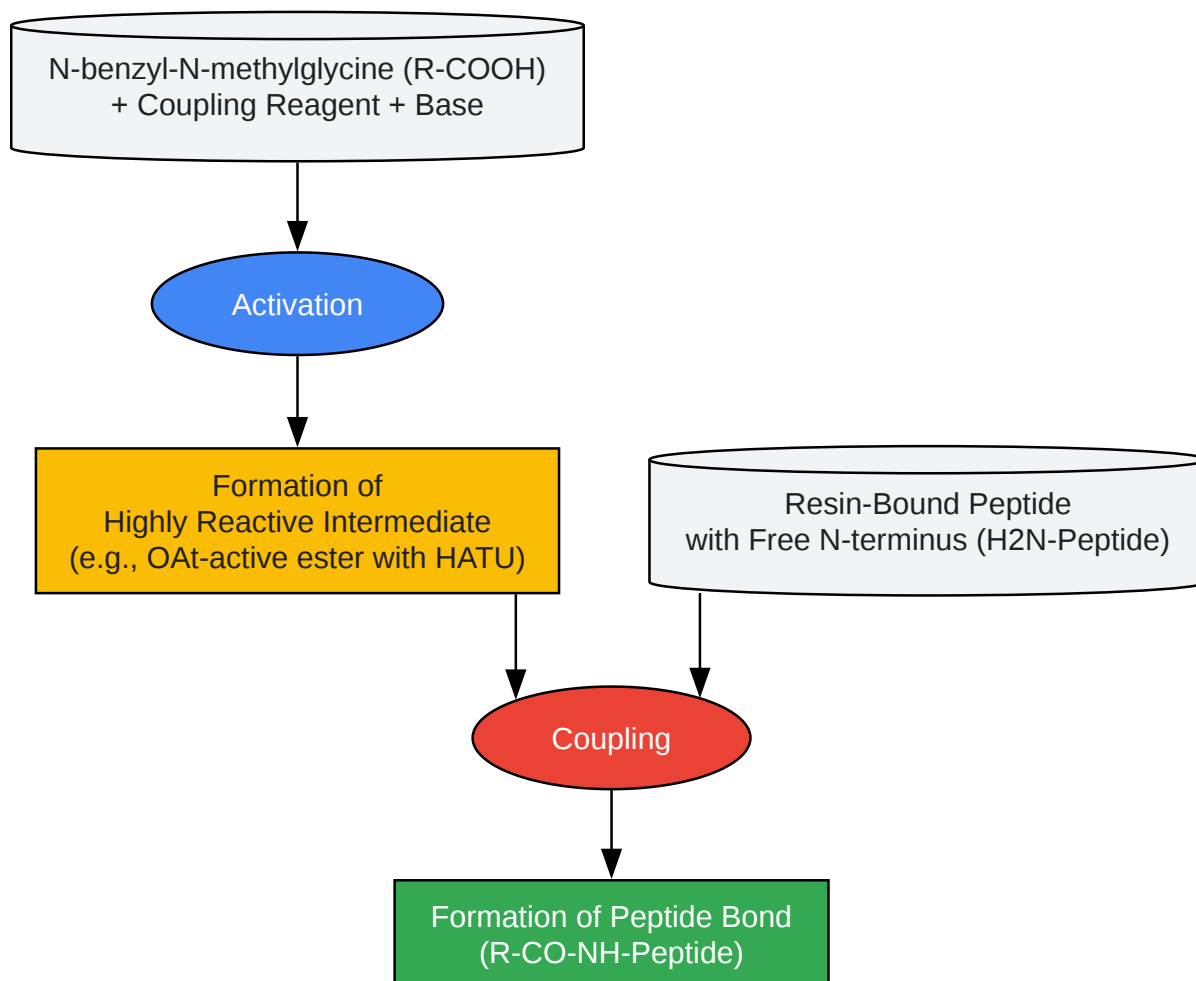 N-benzyl-N-methylglycine (R-COOH)
+ Coupling Reagent + Base
Activation
Formation of
Highly Reactive Intermediate
(e.g., OAt-active ester with HATU)
Resin-Bound Peptide
with Free N-terminus (H2N-Peptide)
Coupling
Formation of Peptide Bond
(R-CO-NH-Peptide)